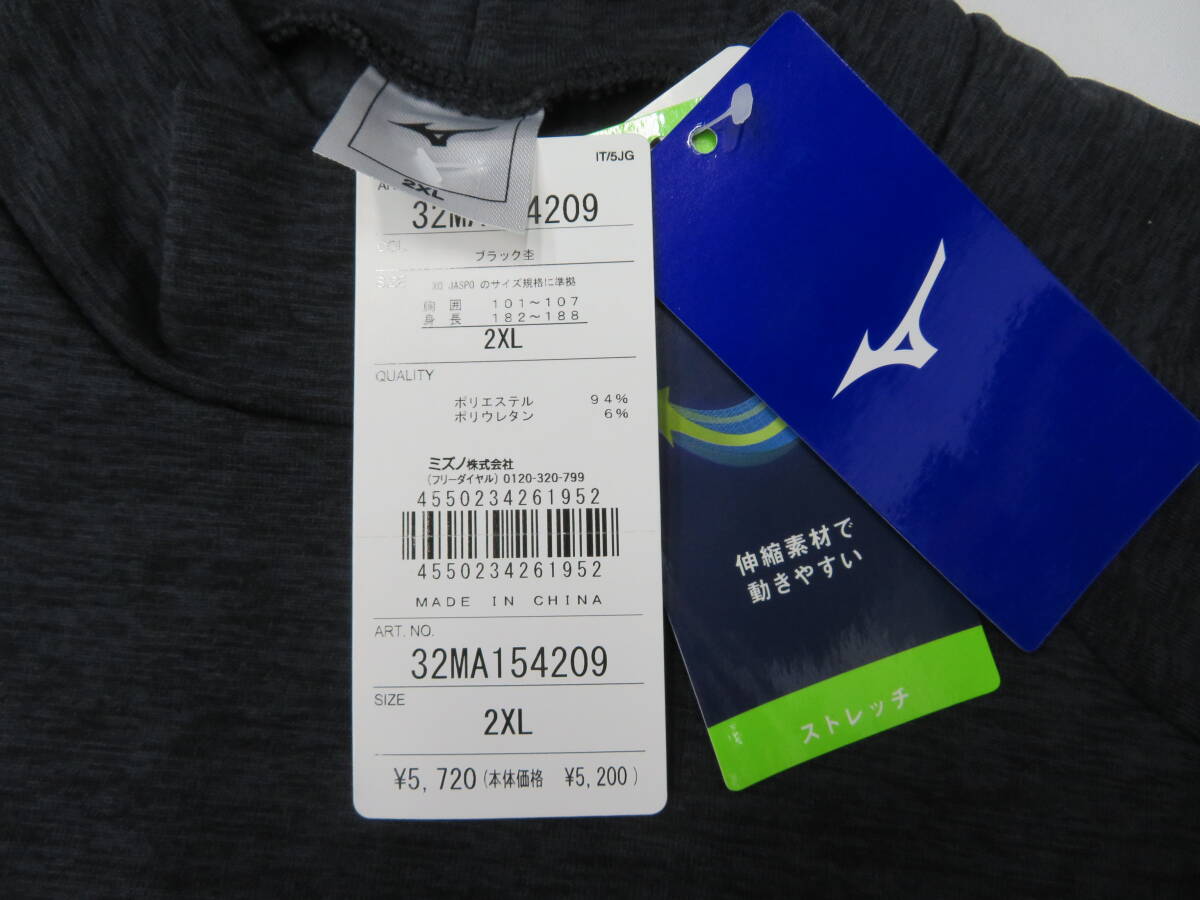 2XL
IT/5JG
32MA154209
COL.
ブラック杢
SIZE
XO JASPO のサイズ規格に準拠
胸囲 101～107
身長 182～188
2XL
QUALITY
ポリエステル 94%
ポリウレタン 6%
ミズノ株式会社
(フリーダイヤル) 0120-320-799
4550234261952
4550234261952
MADE IN CHINA
ART. NO.
32MA154209
SIZE
2XL
¥5,720(本体価格 ¥5,200)
伸縮素材で
動きやすい
ストレッチ